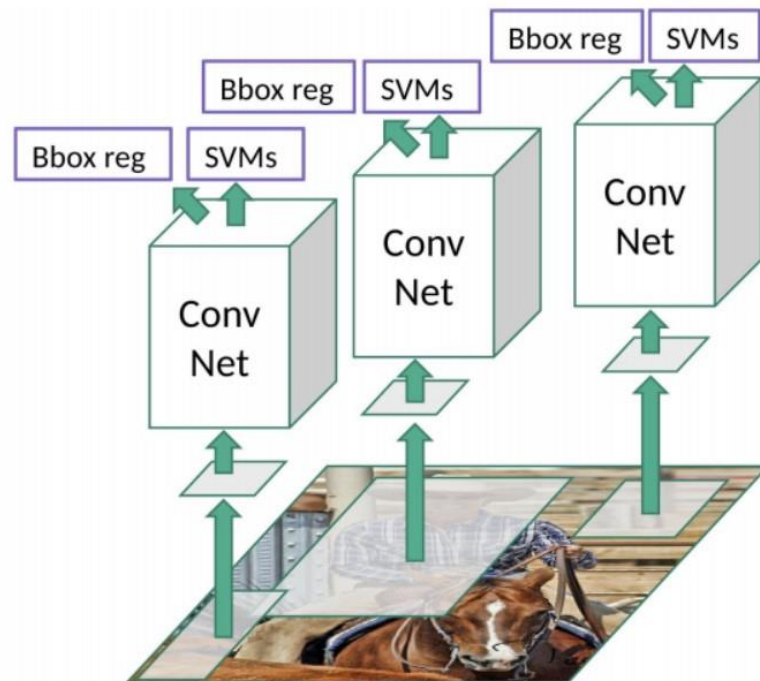 Bbox reg SVMs
Bbox reg SVMs
Bbox reg SVMs
Conv
Net
Conv
Net
Conv
Net